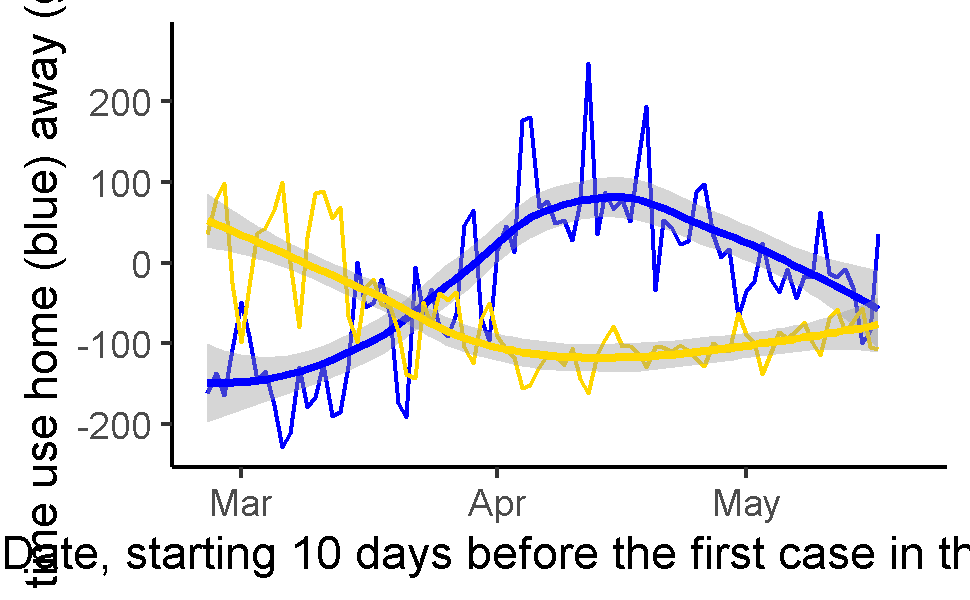 time use home (blue) away (
200
100
0
-100
-200
Mar Apr May
Date, starting 10 days before the first case in th